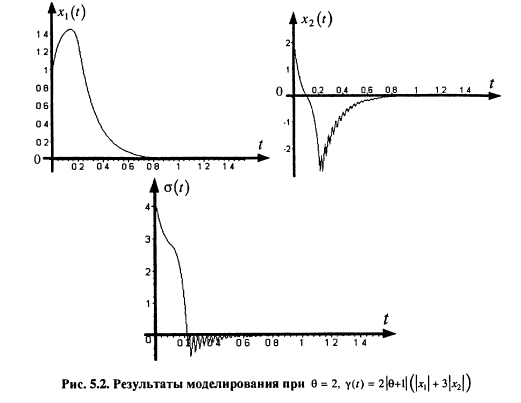 x₁(t)
1 4
1 2
1
0 8
0 6
0 4
0 2
0
0 2 0 4 0 6 0 8 1 1 2 1 4
t
x₂(t)
2
1
0
-1
-2
0,2 0,4 0,6 0,8 1 1 2 1 4
t
σ(t)
4
3
2
1
0
0 4 0 6 0 8 1 1 2 1 4
t
Рис. 5.2. Результаты моделирования при θ = 2, γ(t) = 2|θ+1|(|x₁| + 3|x₂|)